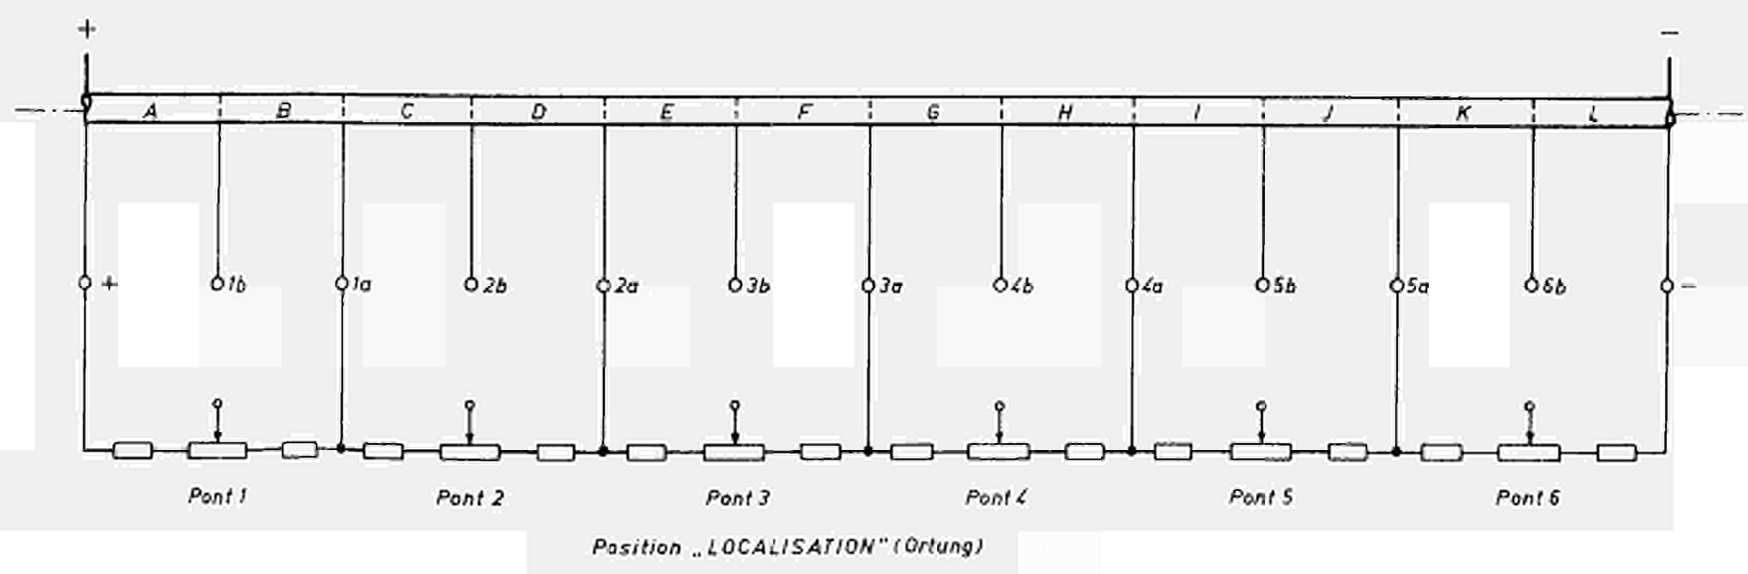 + −
A B C D E F G H I J K L
+ 1b 1a 2b 2a 3b 3a 4b 4a 5b 5a 6b −
Pont 1 Pont 2 Pont 3 Pont 4 Pont 5 Pont 6
Position „LOCALISATION" (Ortung)